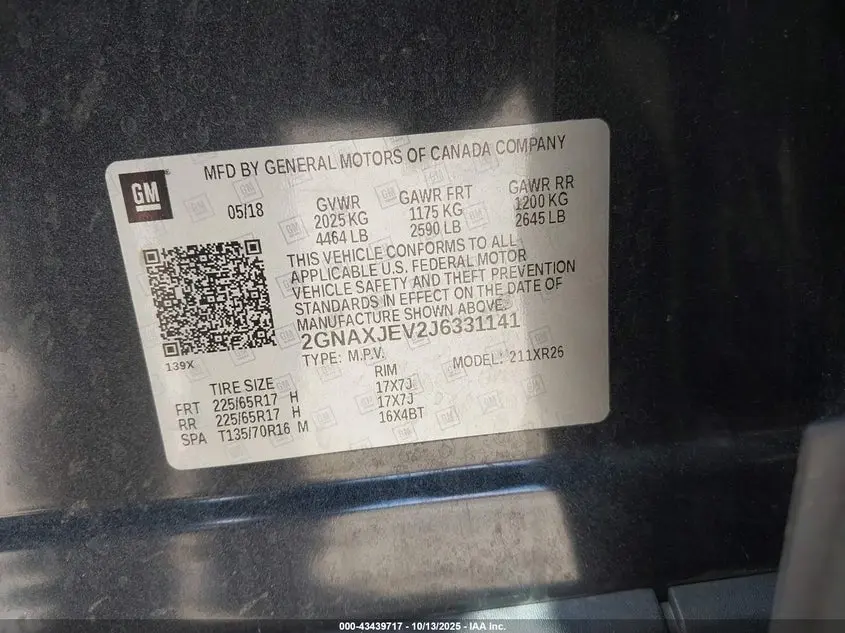 MFD BY GENERAL MOTORS OF CANADA COMPANY
GM
05/18
GVWR GAWR FRT GAWR RR
2025 KG 1175 KG 1200 KG
4464 LB 2590 LB 2645 LB
THIS VEHICLE CONFORMS TO ALL
APPLICABLE U.S. FEDERAL MOTOR
VEHICLE SAFETY AND THEFT PREVENTION
STANDARDS IN EFFECT ON THE DATE OF
MANUFACTURE SHOWN ABOVE.
2GNAXJEV2J6331141
TYPE: M.P.V. MODEL: 211XR26
139X
TIRE SIZE RIM
FRT 225/65R17 H 17X7J
RR 225/65R17 H 17X7J
SPA T135/70R16 M 16X4BT
000-43439717 - 10/13/2025 - IAAI.COM